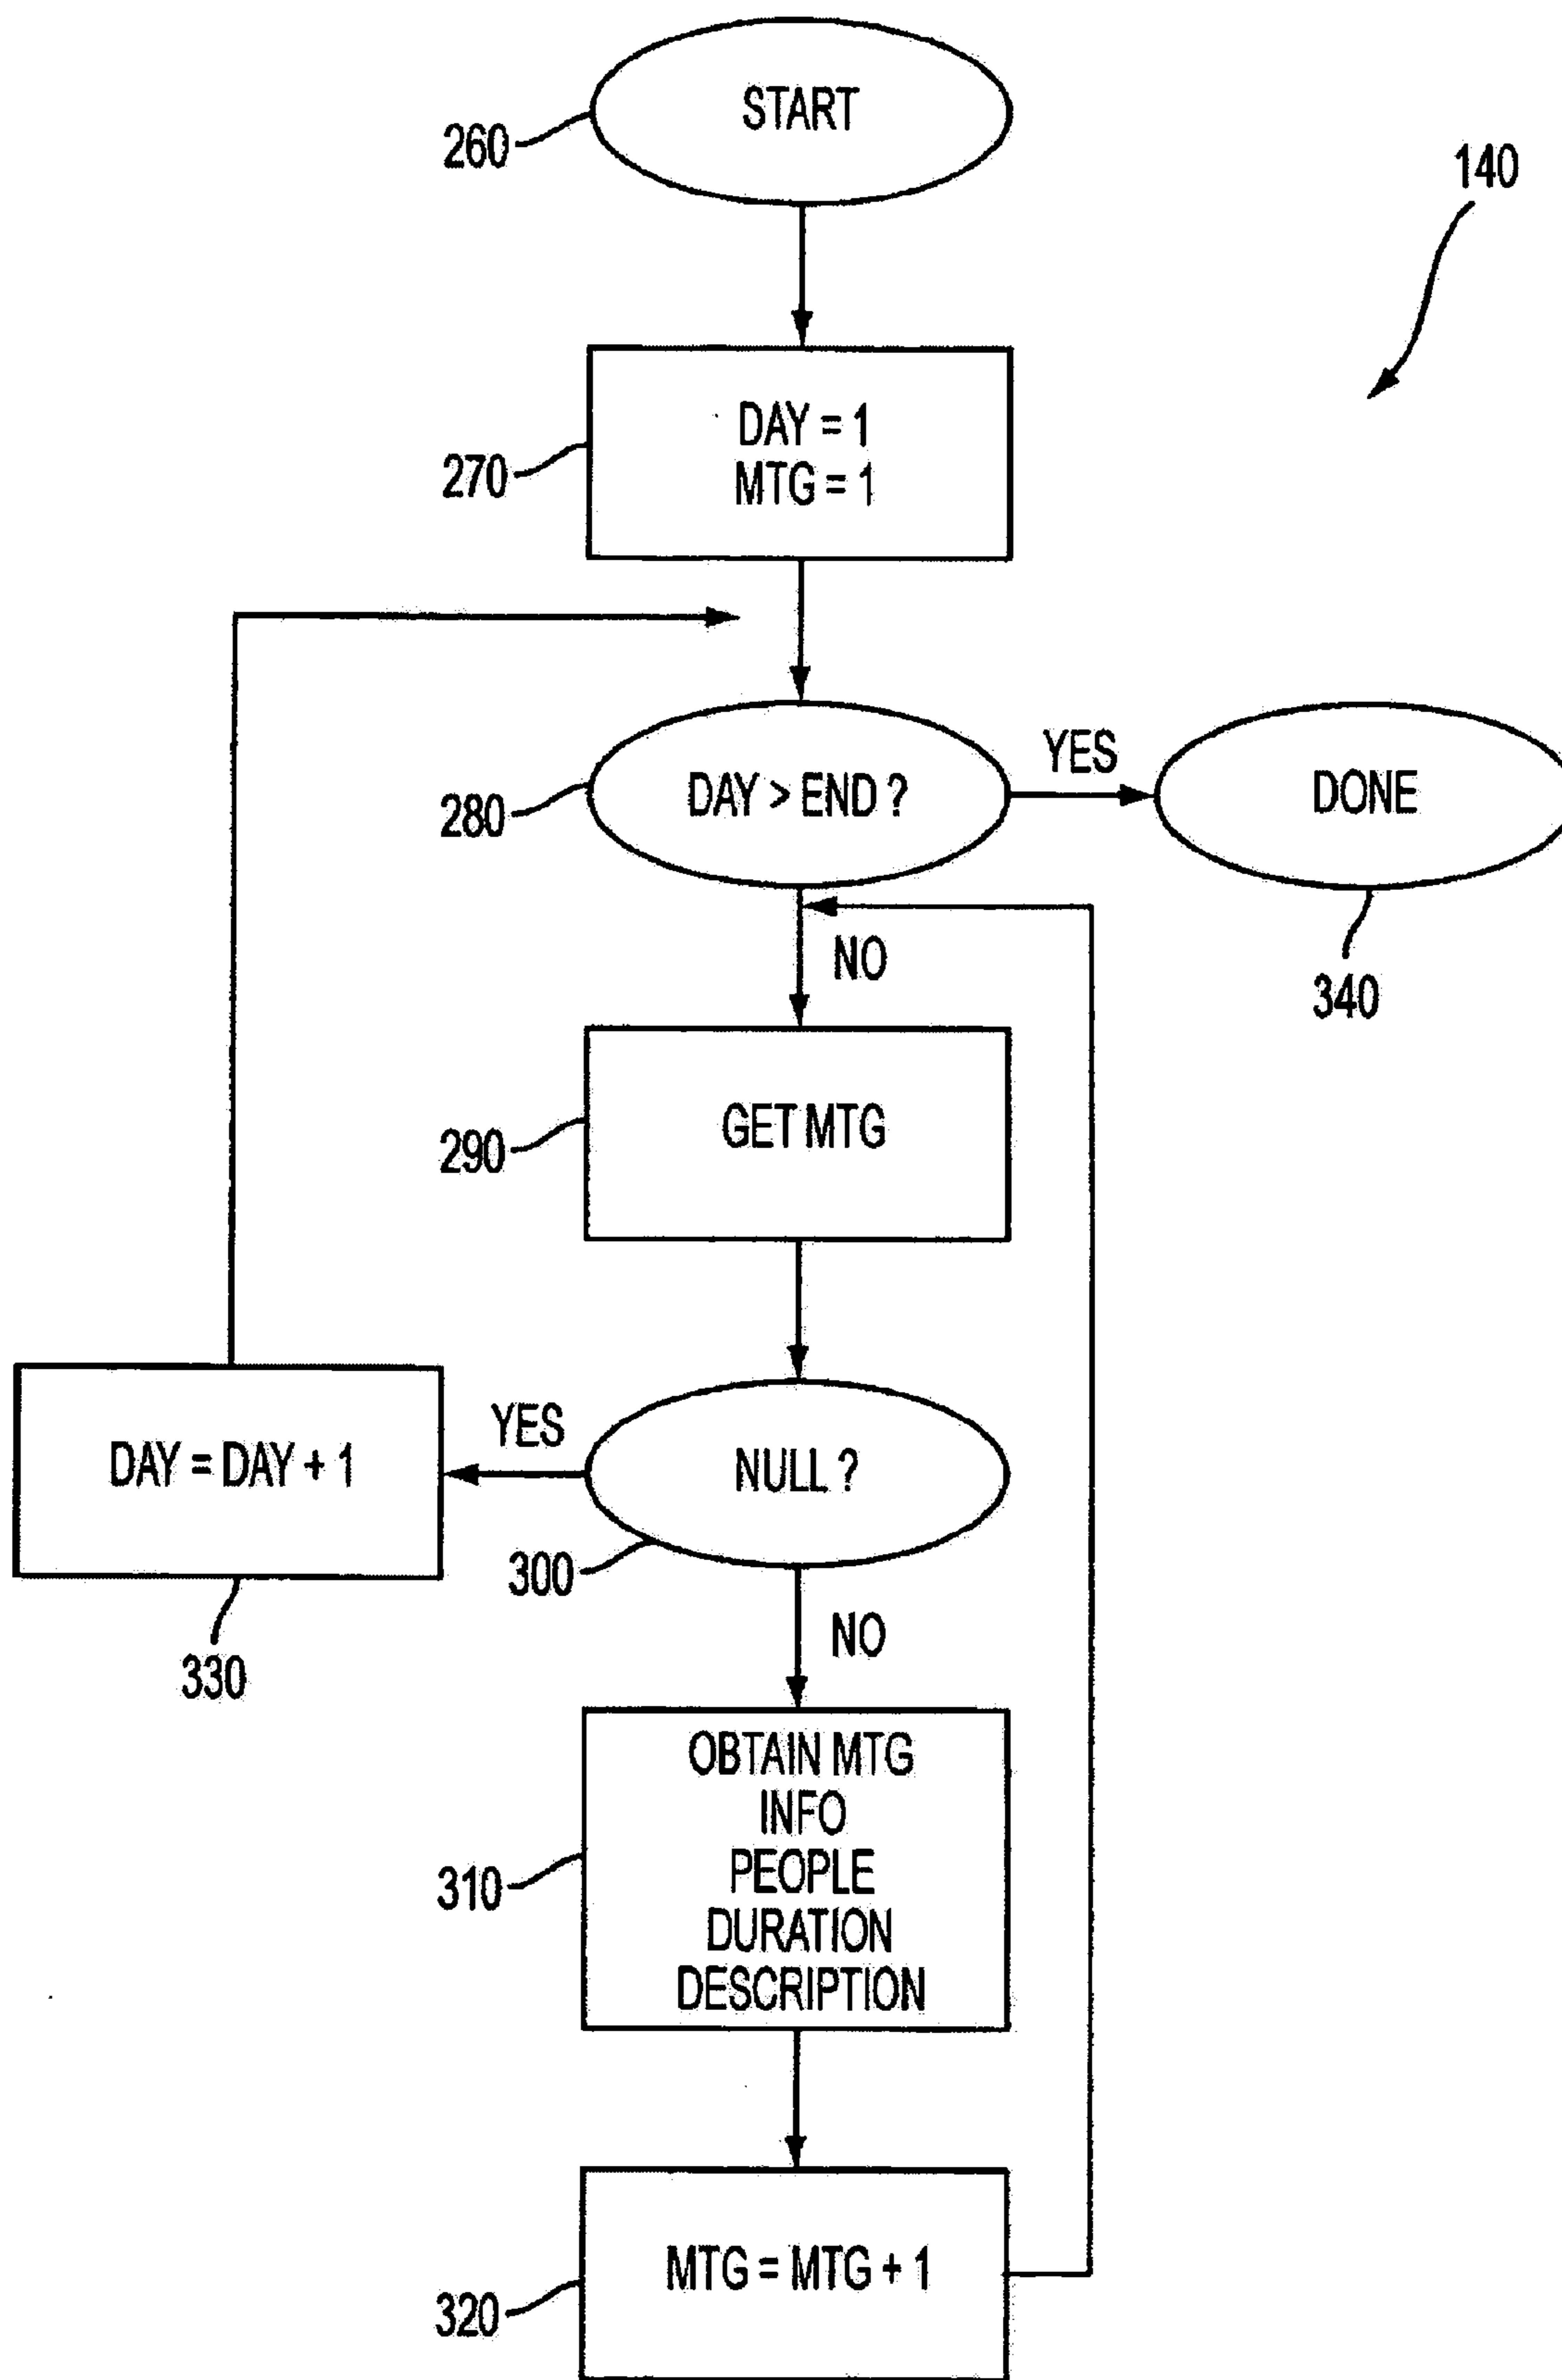 START
260
140
DAY = 1
MTG = 1
270
DAY > END ?
280
YES
DONE
340
NO
GET MTG
290
YES
NULL ?
300
DAY = DAY + 1
330
NO
OBTAIN MTG
INFO
PEOPLE
DURATION
DESCRIPTION
310
MTG = MTG + 1
320